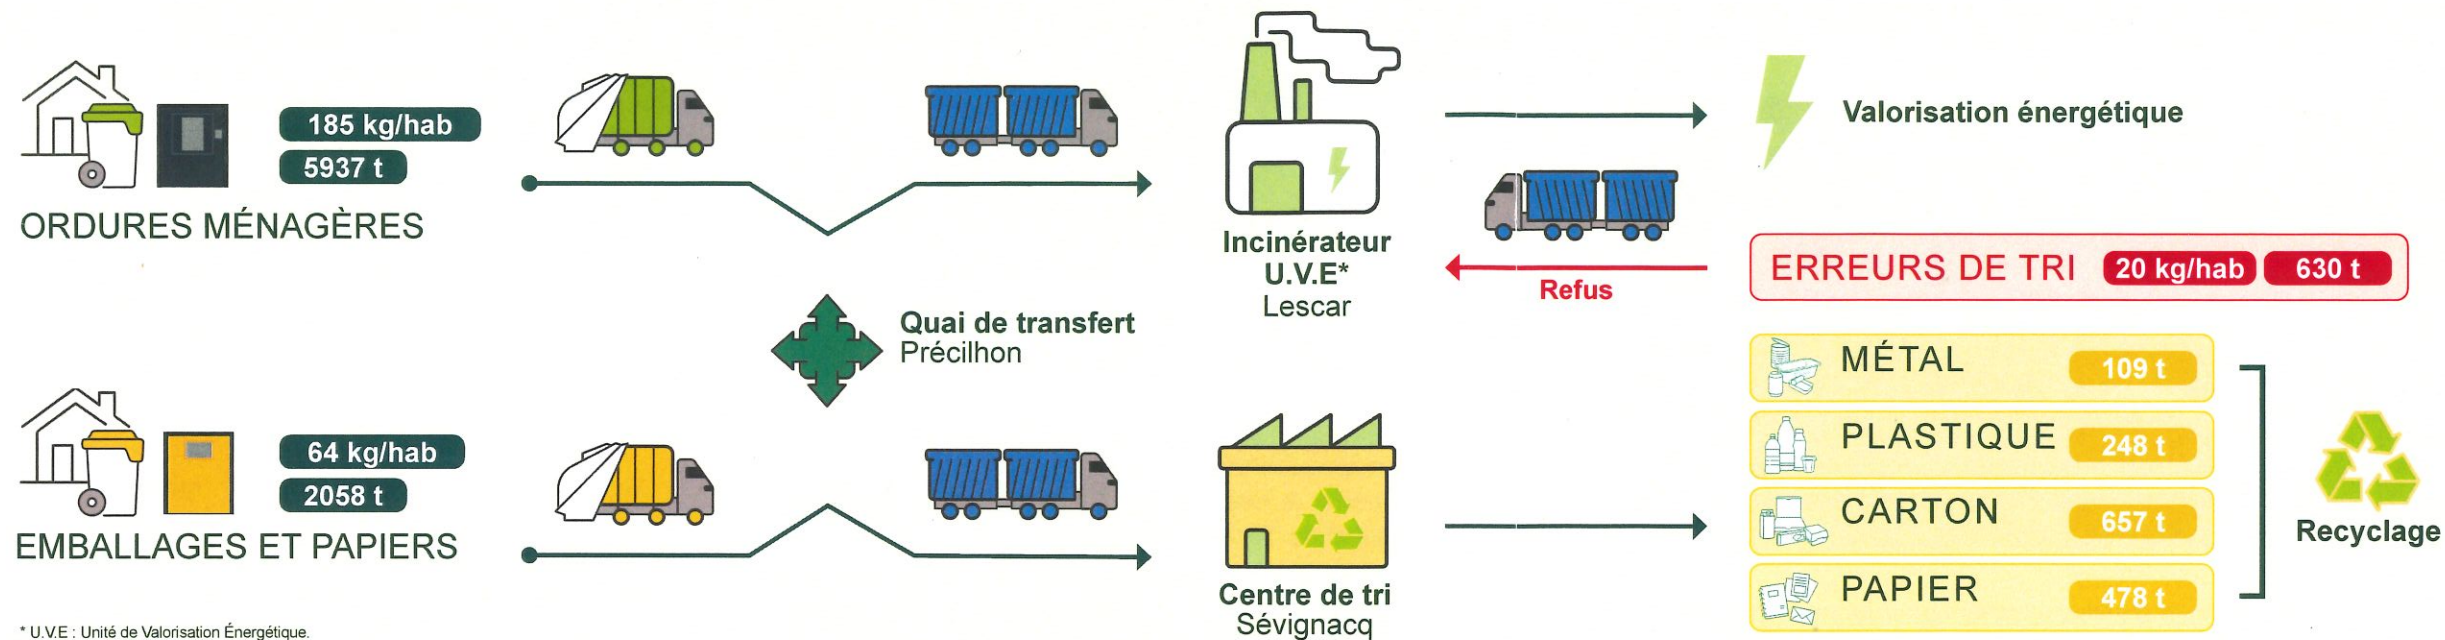 185 kg/hab
5937 t
ORDURES MÉNAGÈRES
Incinérateur
U.V.E*
Lescar
Valorisation énergétique
Refus
ERREURS DE TRI 20 kg/hab 630 t
Quai de transfert
Précilhon
64 kg/hab
2058 t
EMBALLAGES ET PAPIERS
Centre de tri
Sévignacq
MÉTAL 109 t
PLASTIQUE 248 t
CARTON 657 t
PAPIER 478 t
Recyclage
* U.V.E : Unité de Valorisation Énergétique.